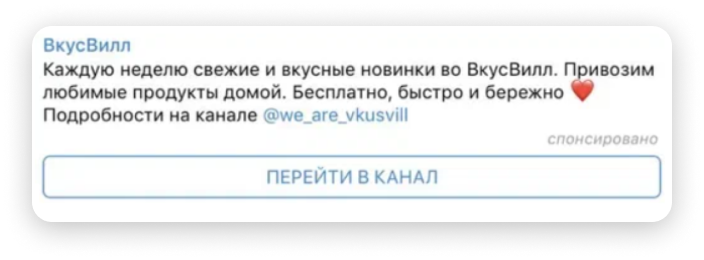 ВкусВилл
Каждую неделю свежие и вкусные новинки во ВкусВилл. Привозим
любимые продукты домой. Бесплатно, быстро и бережно ❤️
Подробности на канале @we_are_vkusvill
спонсировано
ПЕРЕЙТИ В КАНАЛ